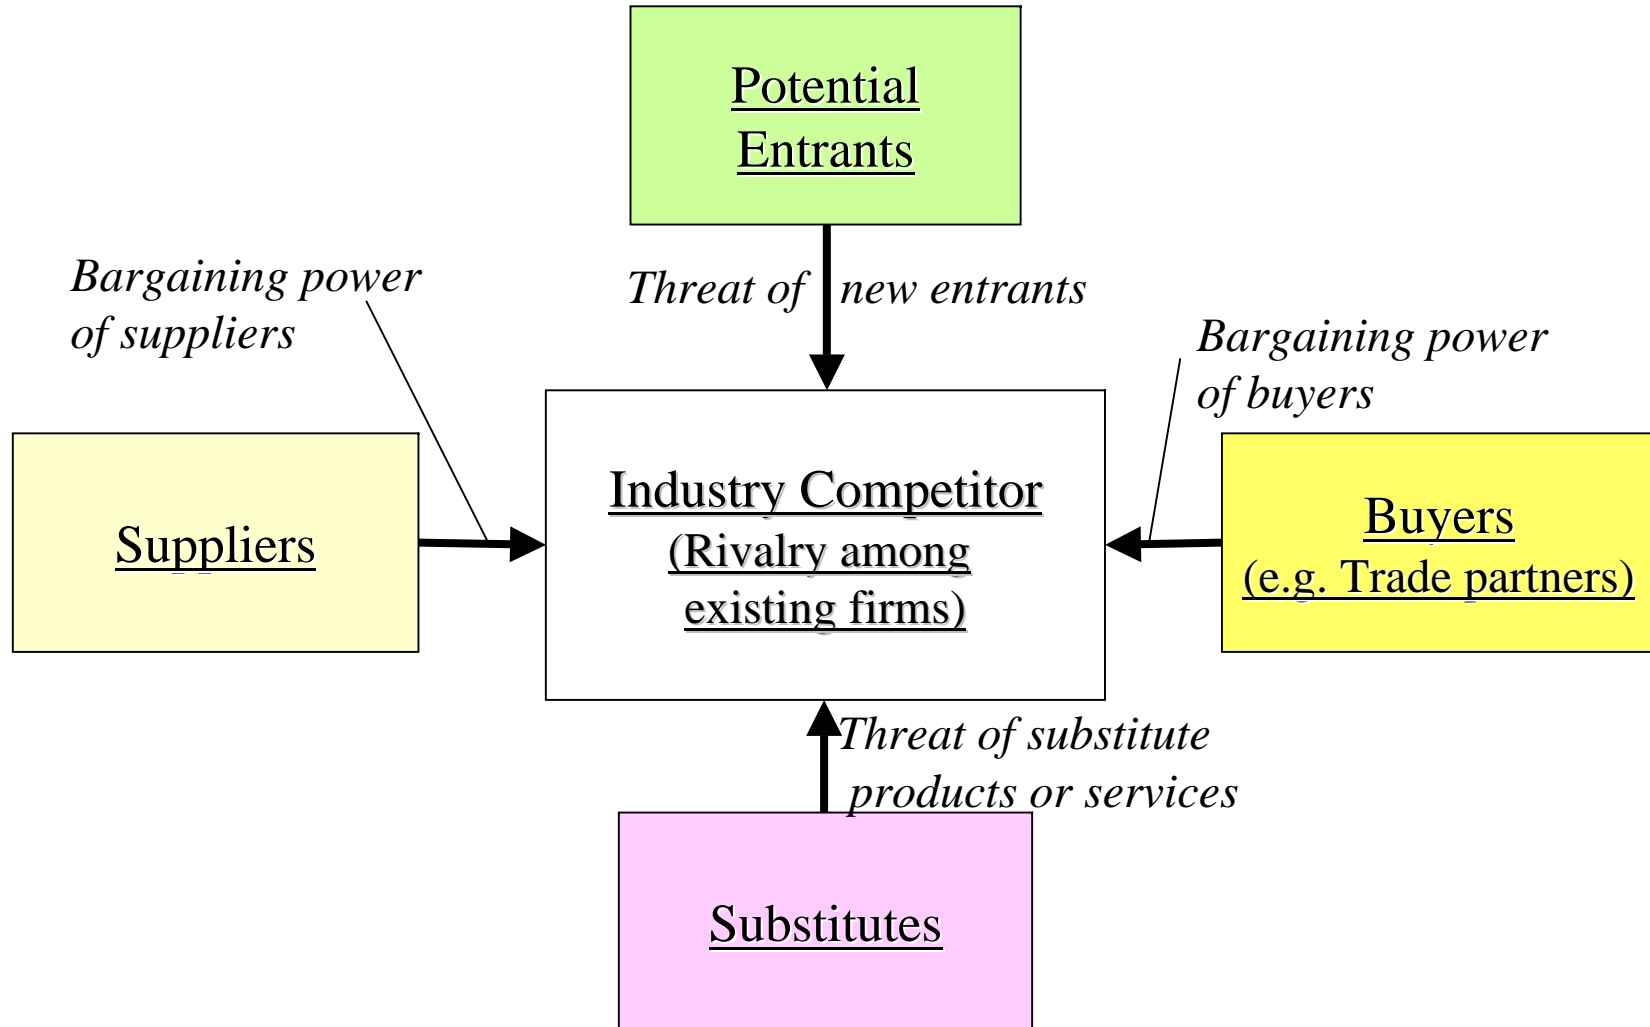 Potential
Entrants
Bargaining power
of suppliers
Threat of new entrants
Bargaining power
of buyers
Suppliers
Industry Competitor
(Rivalry among
existing firms)
Buyers
(e.g. Trade partners)
Threat of substitute
products or services
Substitutes